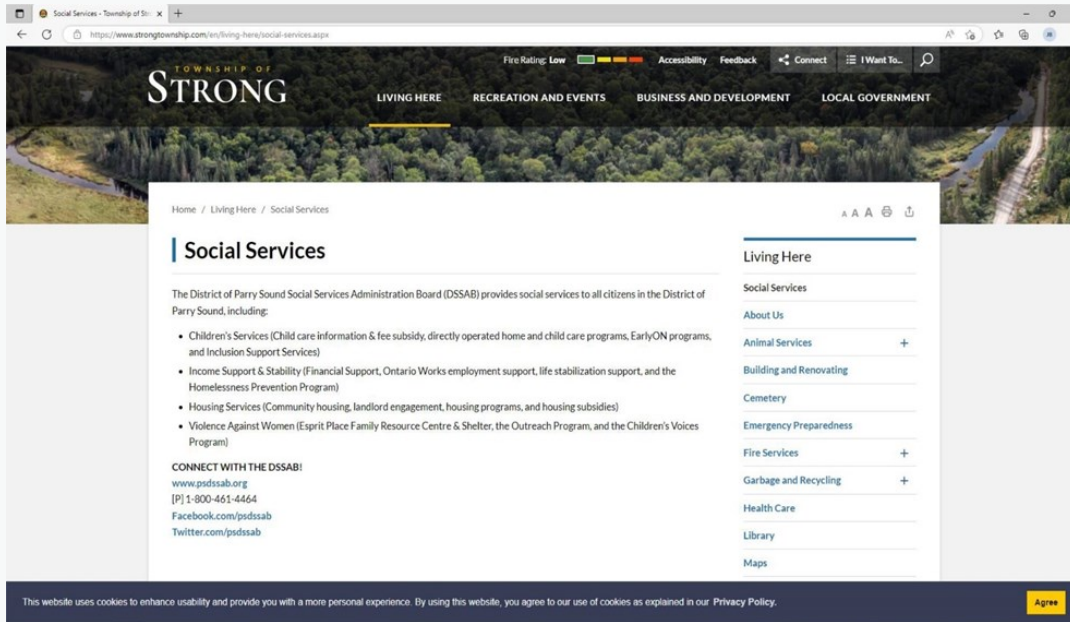 Social Services - Township of Str
https://www.strongtownship.com/en/living-here/social-services.aspx
TOWNSHIP OF
STRONG
Fire Rating: Low
Accessibility
Feedback
Connect
I Want To...
LIVING HERE
RECREATION AND EVENTS
BUSINESS AND DEVELOPMENT
LOCAL GOVERNMENT
Home / Living Here / Social Services
A A A
Social Services
The District of Parry Sound Social Services Administration Board (DSSAB) provides social services to all citizens in the District of
Parry Sound, including:
• Children's Services (Child care information & fee subsidy, directly operated home and child care programs, EarlyON programs,
and Inclusion Support Services)
• Income Support & Stability (Financial Support, Ontario Works employment support, life stabilization support, and the
Homelessness Prevention Program)
• Housing Services (Community housing, landlord engagement, housing programs, and housing subsidies)
• Violence Against Women (Esprit Place Family Resource Centre & Shelter, the Outreach Program, and the Children's Voices
Program)
CONNECT WITH THE DSSAB!
www.psdssab.org
[P] 1-800-461-4464
Facebook.com/psdssab
Twitter.com/psdssab
Living Here
Social Services
About Us
Animal Services +
Building and Renovating
Cemetery
Emergency Preparedness
Fire Services +
Garbage and Recycling +
Health Care
Library
Maps
This website uses cookies to enhance usability and provide you with a more personal experience. By using this website, you agree to our use of cookies as explained in our Privacy Policy.
Agree